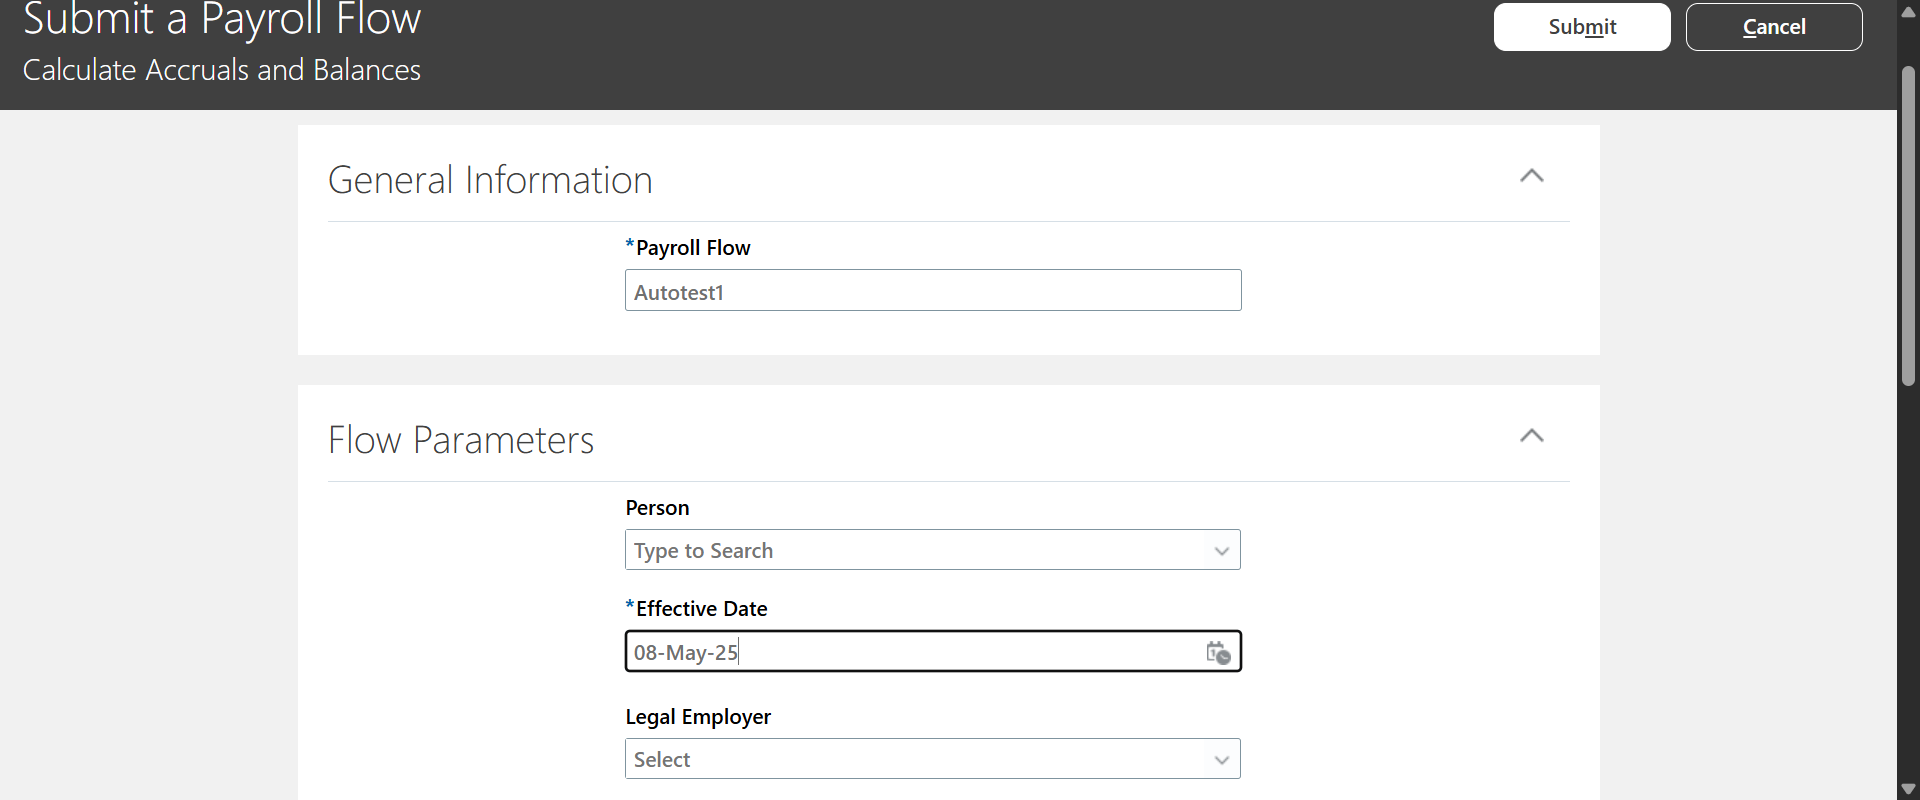 Submit a Payroll Flow
Calculate Accruals and Balances
Submit
Cancel
General Information
*Payroll Flow
Autotest1
Flow Parameters
Person
Type to Search
*Effective Date
08-May-25
Legal Employer
Select